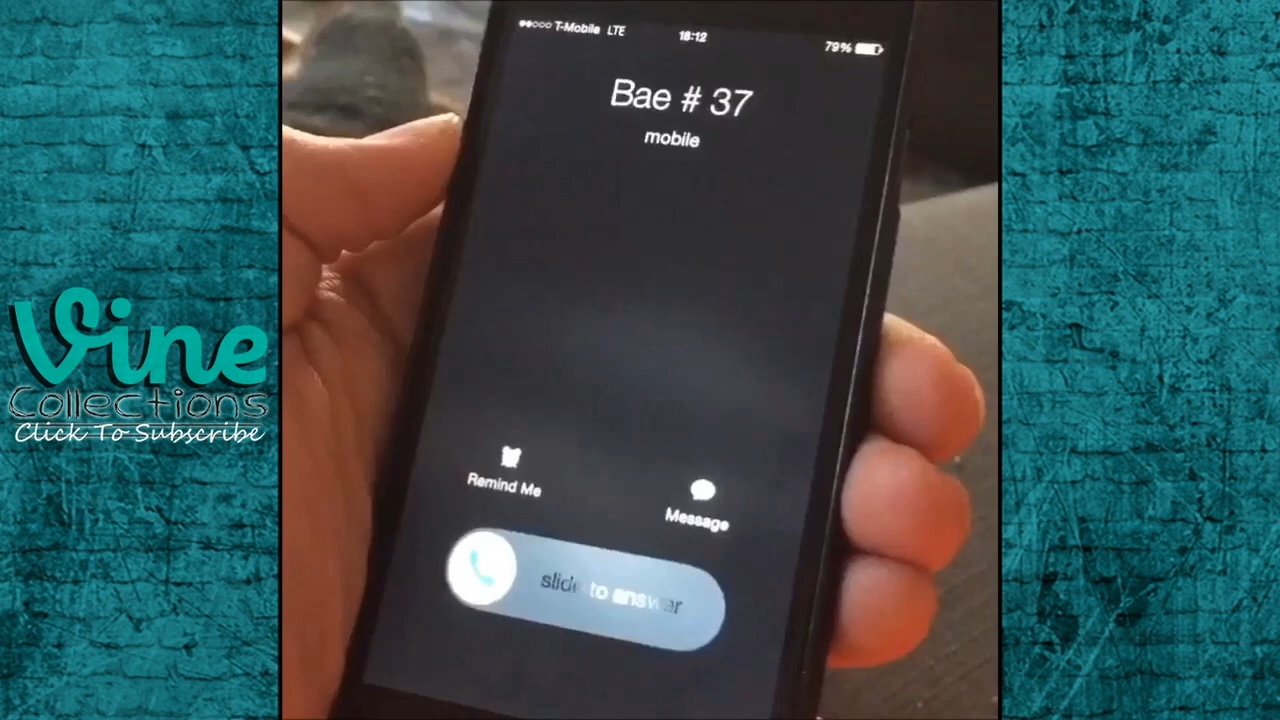 T-Mobile LTE 18:12 79%
Bae # 37
mobile
Remind Me
Message
slide to answer
Vine
Collections
Click To Subscribe